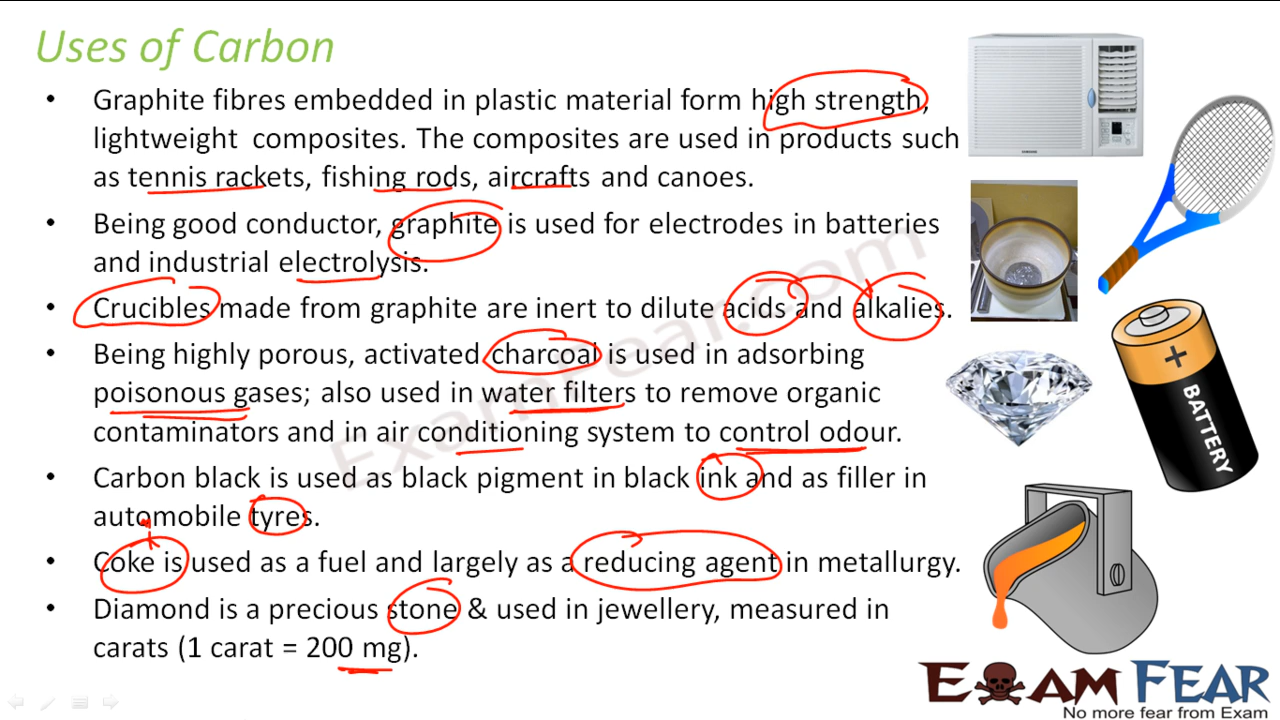 Uses of Carbon
• Graphite fibres embedded in plastic material form high strength,
lightweight composites. The composites are used in products such
as tennis rackets, fishing rods, aircrafts and canoes.
• Being good conductor, graphite is used for electrodes in batteries
and industrial electrolysis.
• Crucibles made from graphite are inert to dilute acids and alkalies.
• Being highly porous, activated charcoal is used in adsorbing
poisonous gases; also used in water filters to remove organic
contaminators and in air conditioning system to control odour.
• Carbon black is used as black pigment in black ink and as filler in
automobile tyres.
• Coke is used as a fuel and largely as a reducing agent in metallurgy.
• Diamond is a precious stone & used in jewellery, measured in
carats (1 carat = 200 mg).
ExamFear.com
SAMSUNG
+
BATTERY
EXAM FEAR
No more fear from Exam